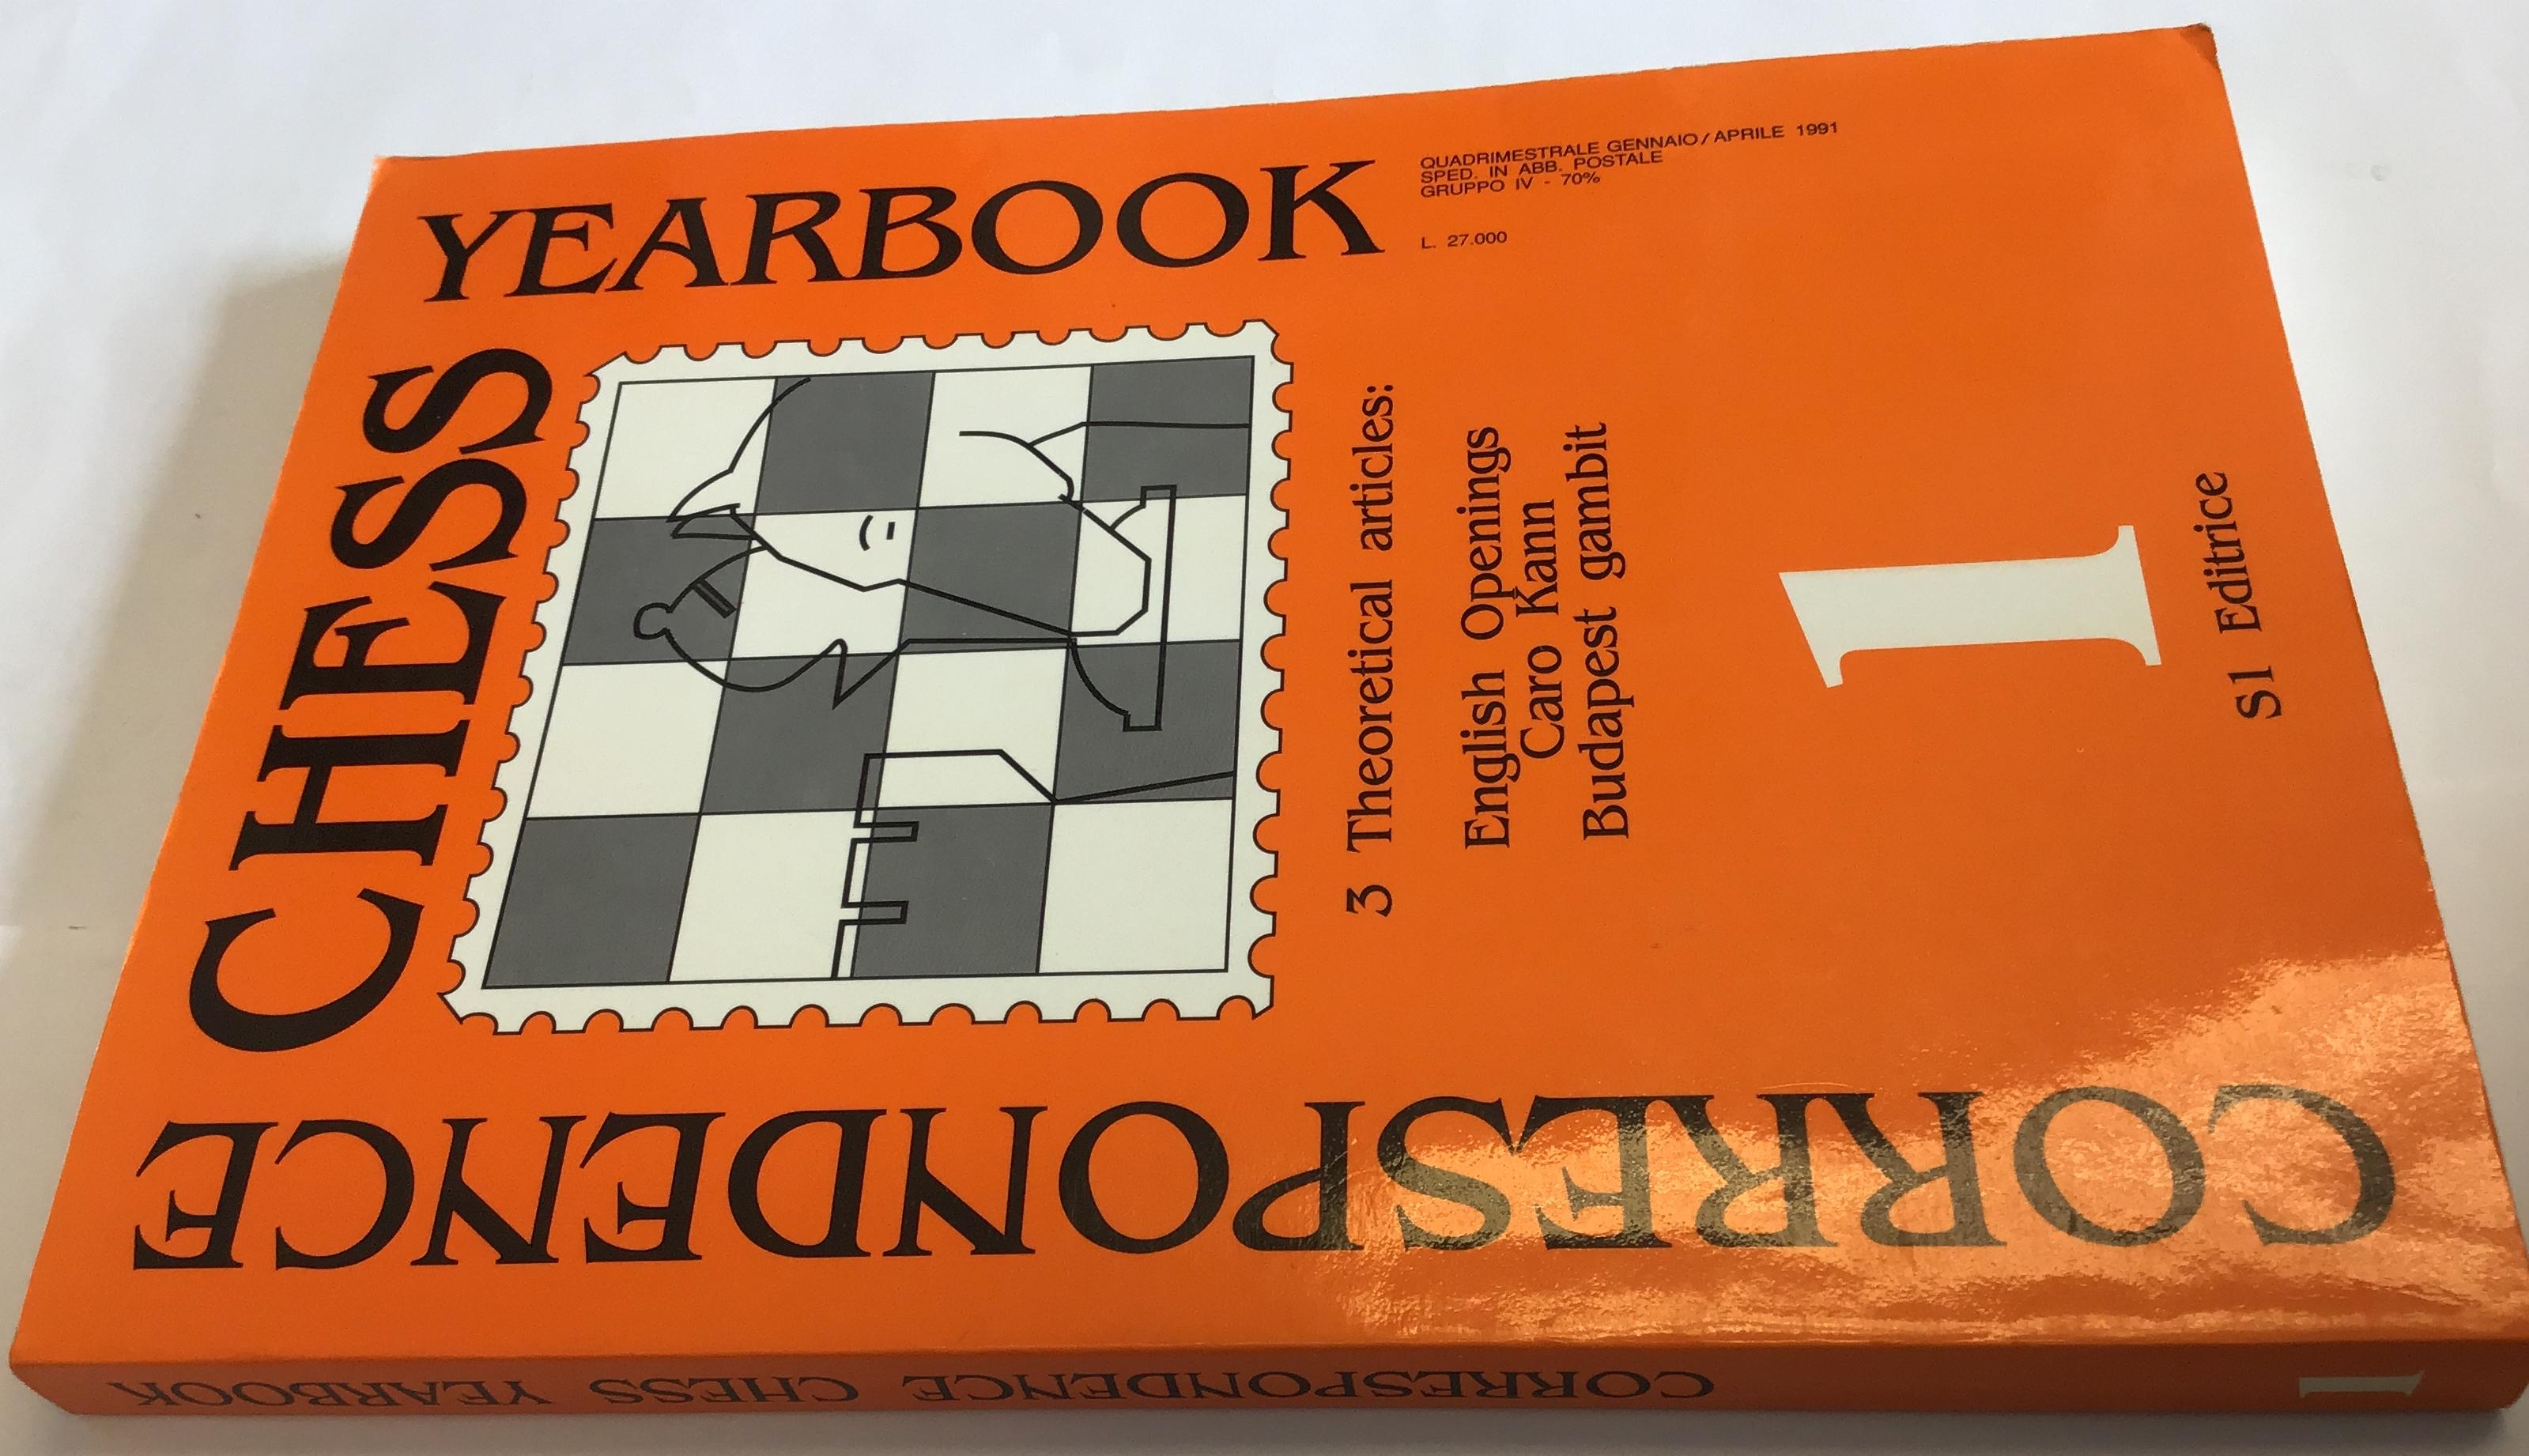 CORRESPONDENCE
CHESS
YEARBOOK
QUADRIMESTRALE GENNAIO / APRILE 1991
SPED. IN ABB. POSTALE
GRUPPO IV - 70%
L. 27.000
3 Theoretical articles:
English Openings
Caro Kann
Budapest gambit
1
S1 Editrice
CORRESPONDENCE CHESS YEARBOOK
1